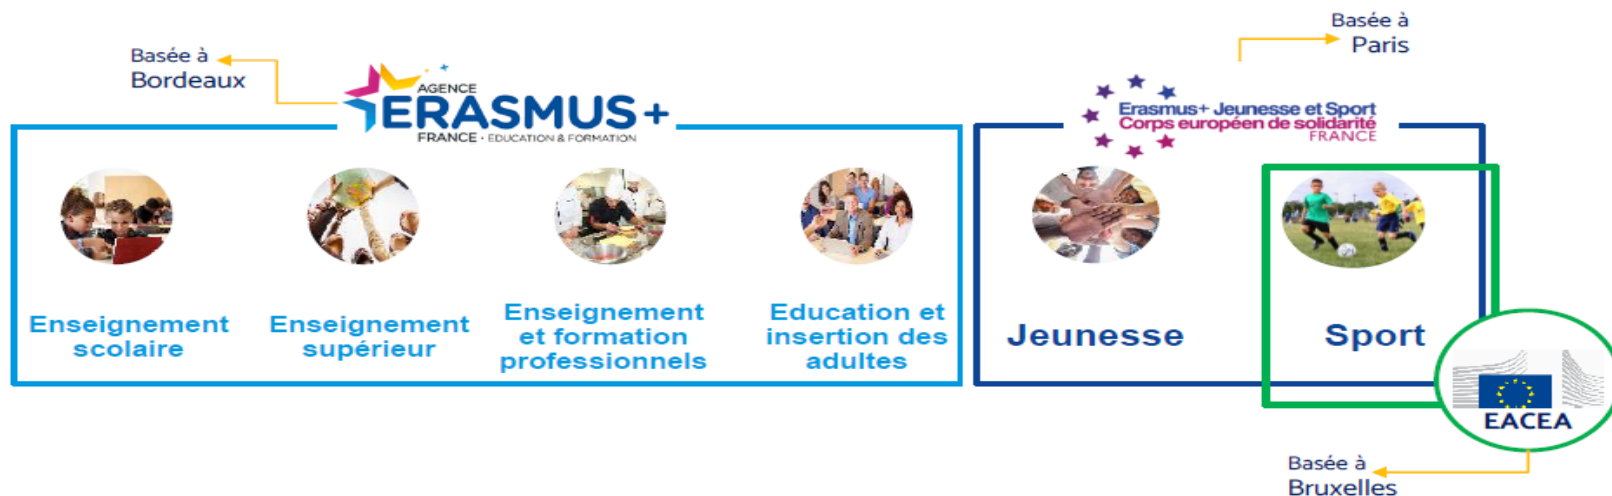 Basée à
Bordeaux
AGENCE
ERASMUS+
FRANCE • EDUCATION & FORMATION
Basée à
Paris
Erasmus+ Jeunesse et Sport
Corps européen de solidarité
FRANCE
Enseignement
scolaire
Enseignement
supérieur
Enseignement
et formation
professionnels
Education et
insertion des
adultes
Jeunesse
Sport
EACEA
Basée à
Bruxelles